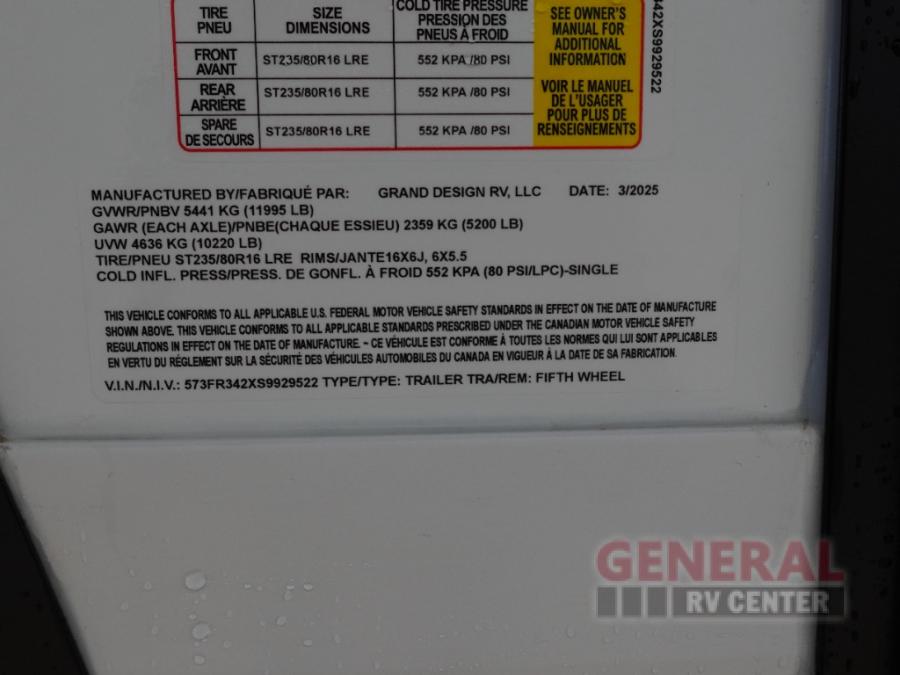 TIRE SIZE COLD TIRE PRESSURE
PNEU DIMENSIONS PRESSION DES
PNEUS À FROID
FRONT
AVANT ST235/80R16 LRE 552 KPA /80 PSI
REAR
ARRIÈRE ST235/80R16 LRE 552 KPA /80 PSI
SPARE
DE SECOURS ST235/80R16 LRE 552 KPA /80 PSI
SEE OWNER'S
MANUAL FOR
ADDITIONAL
INFORMATION
VOIR LE MANUEL
DE L'USAGER
POUR PLUS DE
RENSEIGNEMENTS
342XS9929522
MANUFACTURED BY/FABRIQUÉ PAR: GRAND DESIGN RV, LLC DATE: 3/2025
GVWR/PNBV 5441 KG (11995 LB)
GAWR (EACH AXLE)/PNBE(CHAQUE ESSIEU) 2359 KG (5200 LB)
UVW 4636 KG (10220 LB)
TIRE/PNEU ST235/80R16 LRE RIMS/JANTE16X6J, 6X5.5
COLD INFL. PRESS/PRESS. DE GONFL. À FROID 552 KPA (80 PSI/LPC)-SINGLE
THIS VEHICLE CONFORMS TO ALL APPLICABLE U.S. FEDERAL MOTOR VEHICLE SAFETY STANDARDS IN EFFECT ON THE DATE OF MANUFACTURE
SHOWN ABOVE. THIS VEHICLE CONFORMS TO ALL APPLICABLE STANDARDS PRESCRIBED UNDER THE CANADIAN MOTOR VEHICLE SAFETY
REGULATIONS IN EFFECT ON THE DATE OF MANUFACTURE. - CE VÉHICULE EST CONFORME À TOUTES LES NORMES QUI LUI SONT APPLICABLES
EN VERTU DU RÉGLEMENT SUR LA SÉCURITÉ DES VÉHICULES AUTOMOBILES DU CANADA EN VIGUEUR À LA DATE DE SA FABRICATION.
V.I.N./N.I.V.: 573FR342XS9929522 TYPE/TYPE: TRAILER TRA/REM: FIFTH WHEEL
GENERAL
RV CENTER